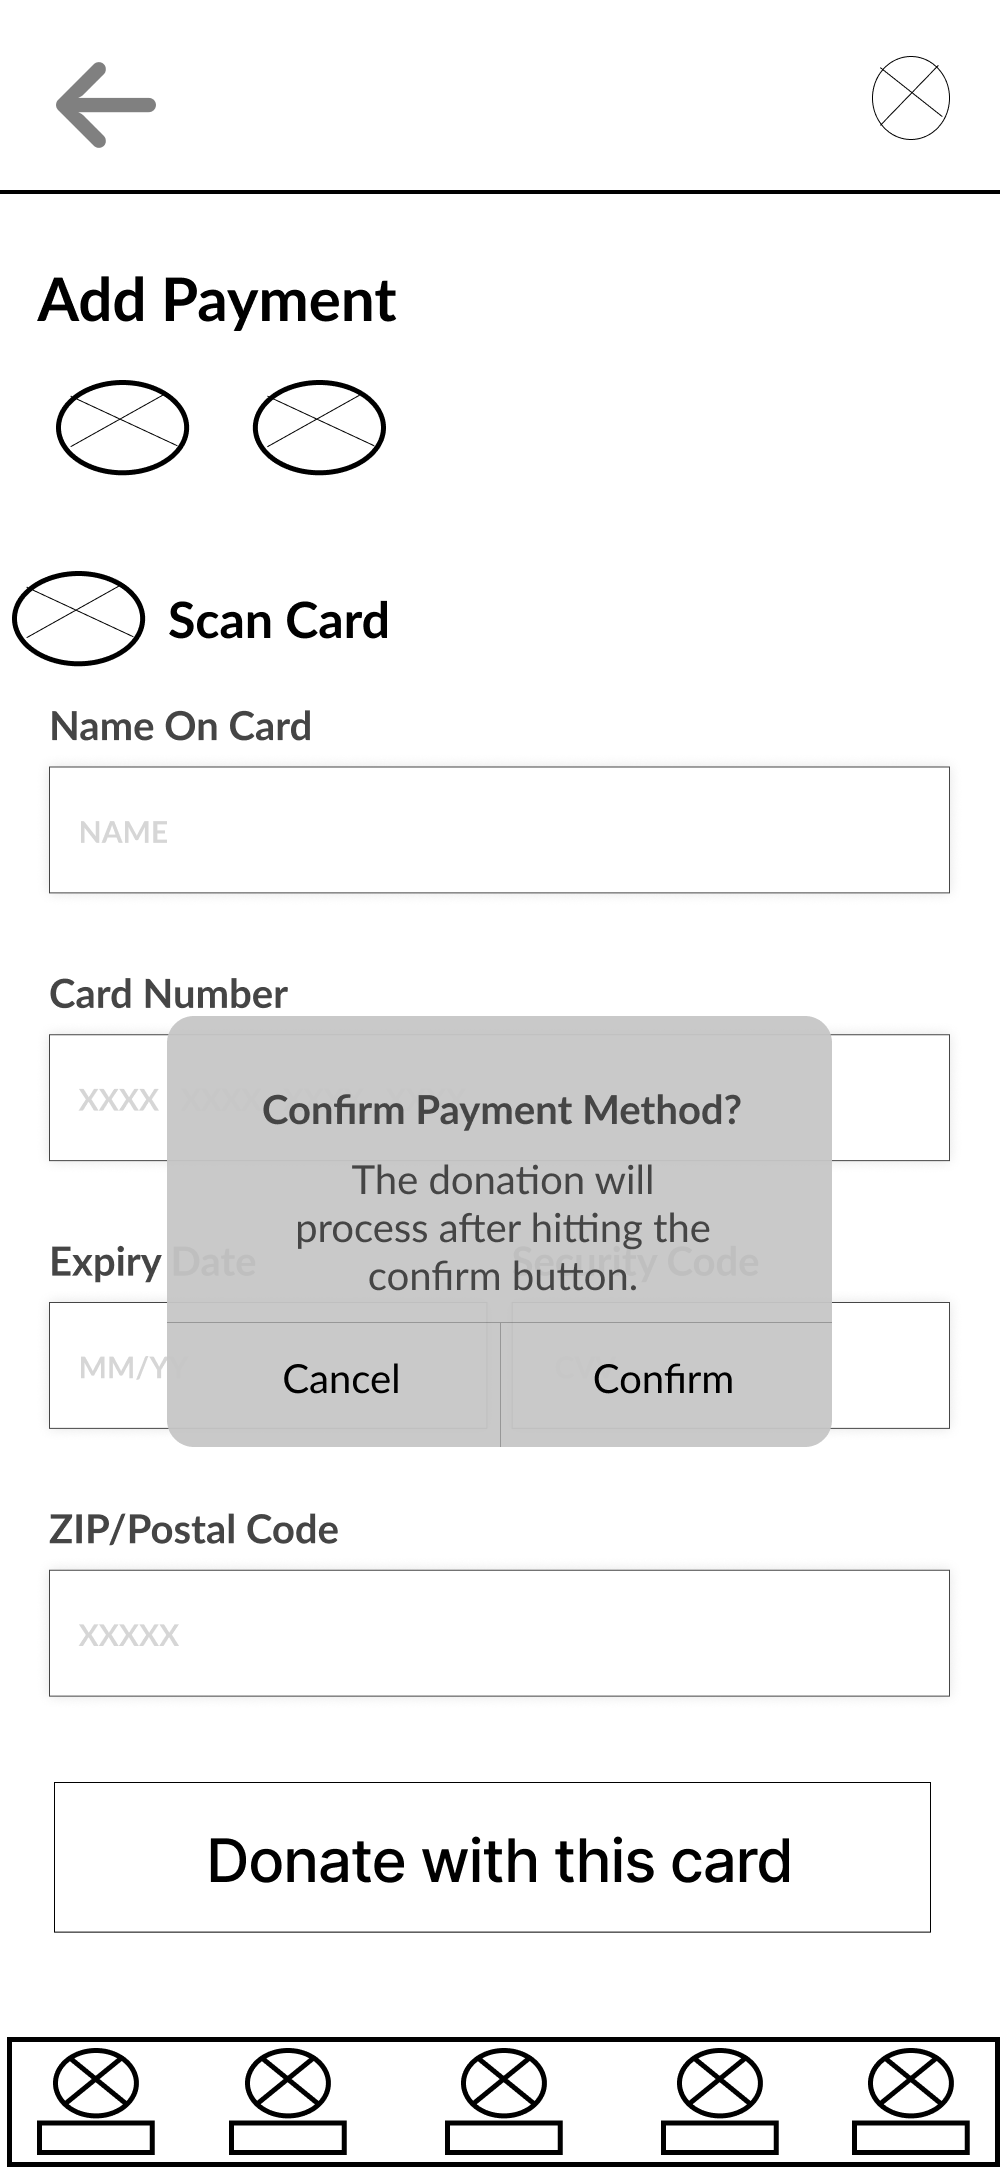 Add Payment
Scan Card
Name On Card
NAME
Card Number
XXXX XXXX
Confirm Payment Method?
The donation will
process after hitting the
confirm button.
Expiry Date Security Code
MM/YY
Cancel Confirm
ZIP/Postal Code
XXXXX
Donate with this card